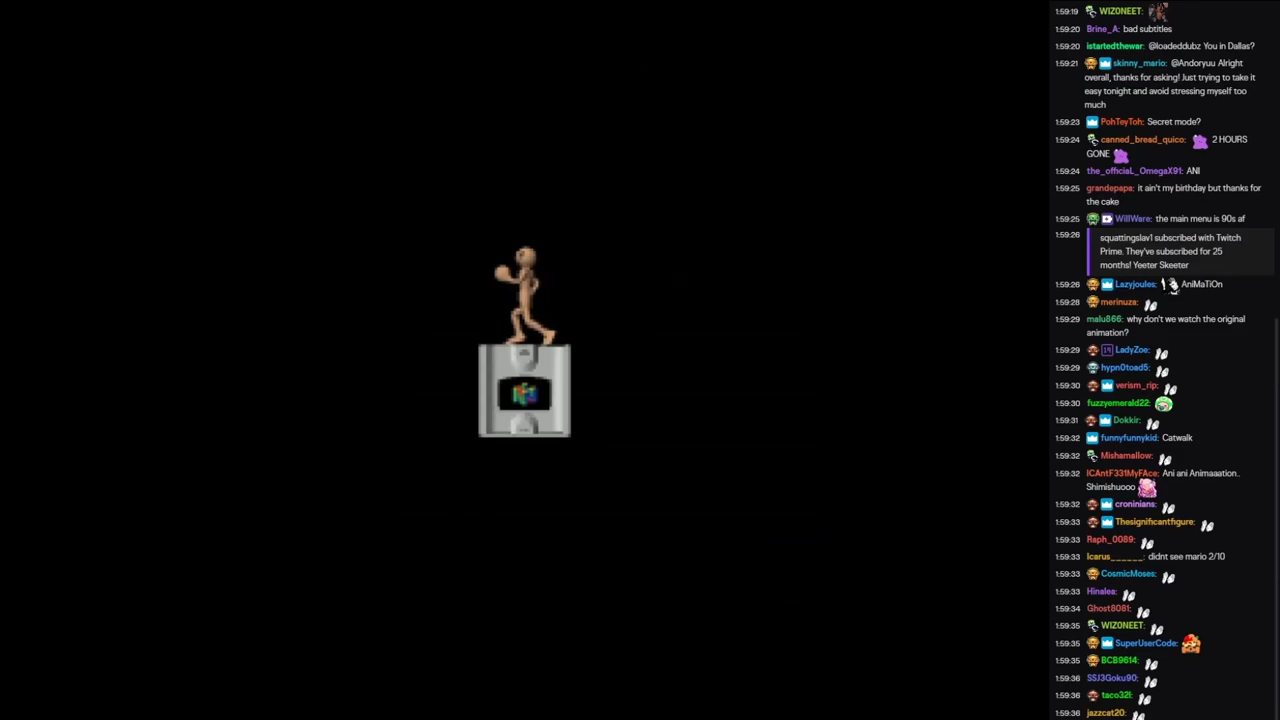 1:59:19 WIZ0NEET:
1:59:20 Brine_A: bad subtitles
1:59:20 istartedthewar: @loadeddubz You in Dallas?
1:59:21 skinny_mario: @Andoryuu Alright
overall, thanks for asking! Just trying to take it
easy tonight and avoid stressing myself too
much
1:59:23 PohTeyToh: Secret mode?
1:59:24 canned_bread_quico: 2 HOURS
GONE
1:59:24 the_officiaL_OmegaX91: ANI
1:59:25 grandepapa: it ain't my birthday but thanks for
the cake
1:59:25 WillWare: the main menu is 90s af
1:59:26 squattingslav1 subscribed with Twitch
Prime. They've subscribed for 25
months! Yeeter Skeeter
1:59:26 Lazyjoules: AniMaTiOn
1:59:28 merinuza:
1:59:29 malu866: why don't we watch the original
animation?
1:59:29 19 LadyZoe:
1:59:29 hypn0toad5:
1:59:30 verism_rip:
1:59:30 fuzzyemerald22:
1:59:31 Dokkir:
1:59:32 funnyfunnykid: Catwalk
1:59:32 Mishamallow:
1:59:32 ICAntF331MyFAce: Ani ani Animaaation..
Shimishuooo
1:59:32 croninians:
1:59:33 Thesignificantfigure:
1:59:33 Raph_0089:
1:59:33 Icarus______: didnt see mario 2/10
1:59:33 CosmicMoses:
1:59:33 Hinalea:
1:59:34 Ghost8081:
1:59:35 WIZ0NEET:
1:59:35 SuperUserCode:
1:59:35 BCB9614:
1:59:36 SSJ3Goku90:
1:59:36 taco32l:
1:59:36 jazzcat20: